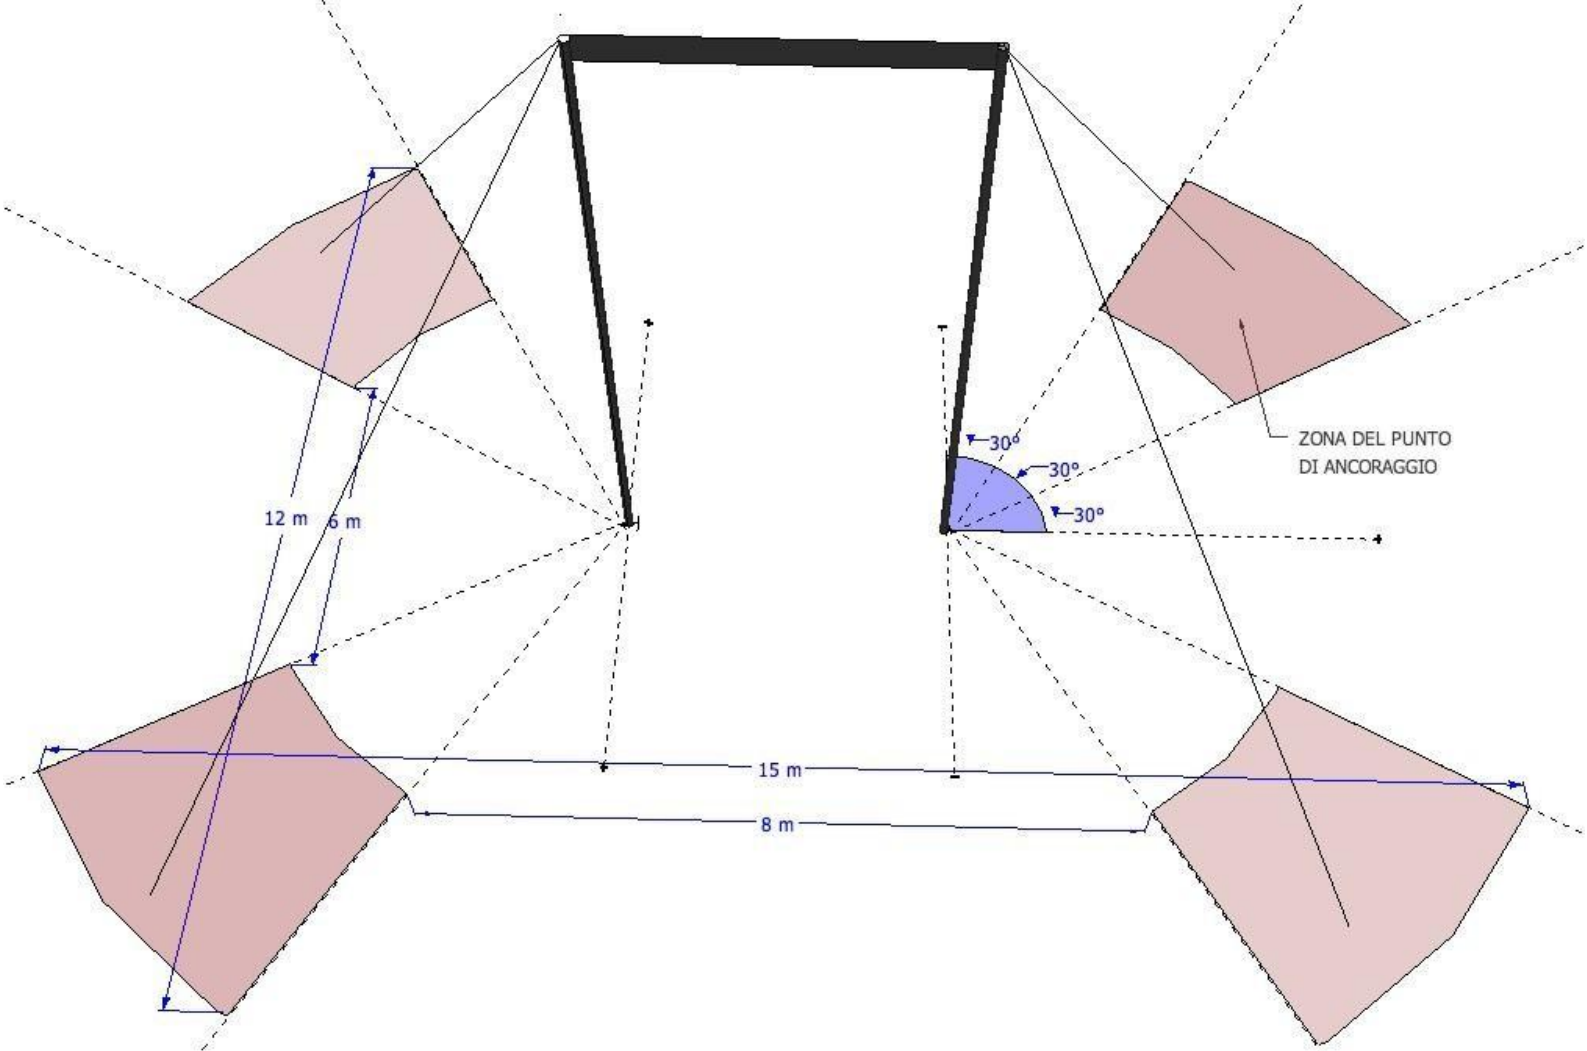 30°
30°
ZONA DEL PUNTO
DI ANCORAGGIO
30°
12 m
6 m
15 m
8 m